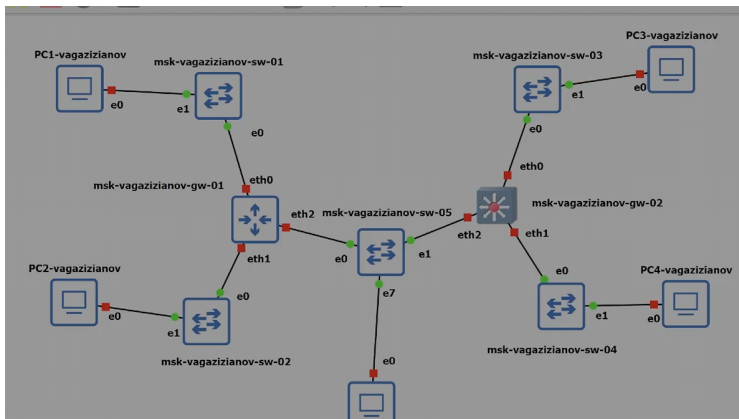 PC3-vagazizianov
PC1-vagazizianov
msk-vagazizianov-sw-01
msk-vagazizianov-sw-03
e0
e1
e1
e0
e0
e0
msk-vagazizianov-gw-01
eth0
eth0
eth2
msk-vagazizianov-sw-05
msk-vagazizianov-gw-02
eth2
eth1
e0
e1
eth1
PC2-vagazizianov
e0
PC4-vagazizianov
e0
e7
e0
e1
e1
e0
msk-vagazizianov-sw-02
msk-vagazizianov-sw-04
e0